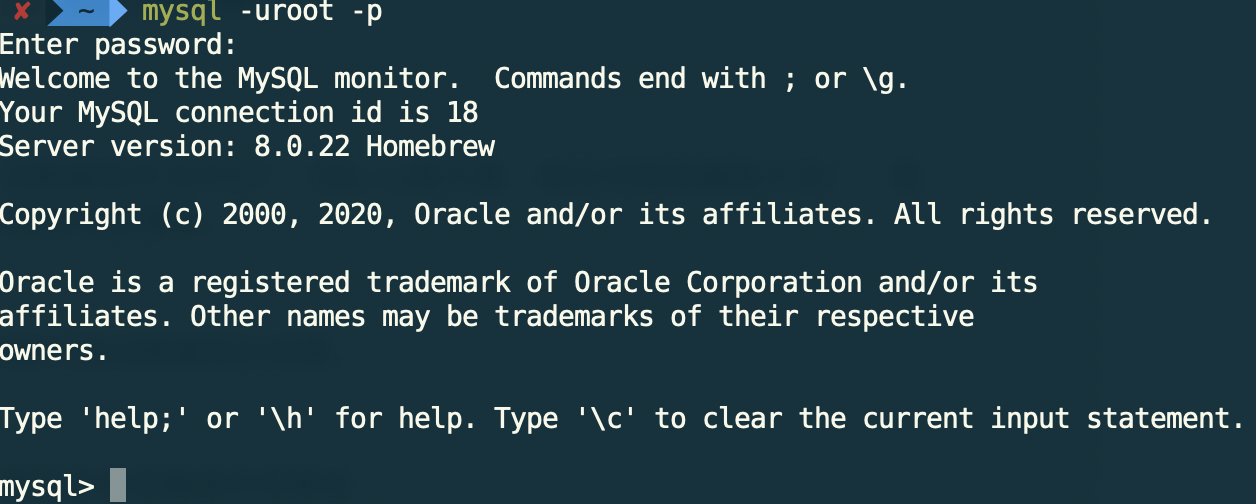 ✘ ~ mysql -uroot -p
Enter password:
Welcome to the MySQL monitor.  Commands end with ; or \g.
Your MySQL connection id is 18
Server version: 8.0.22 Homebrew
Copyright (c) 2000, 2020, Oracle and/or its affiliates. All rights reserved.
Oracle is a registered trademark of Oracle Corporation and/or its
affiliates. Other names may be trademarks of their respective
owners.
Type 'help;' or '\h' for help. Type '\c' to clear the current input statement.
mysql>